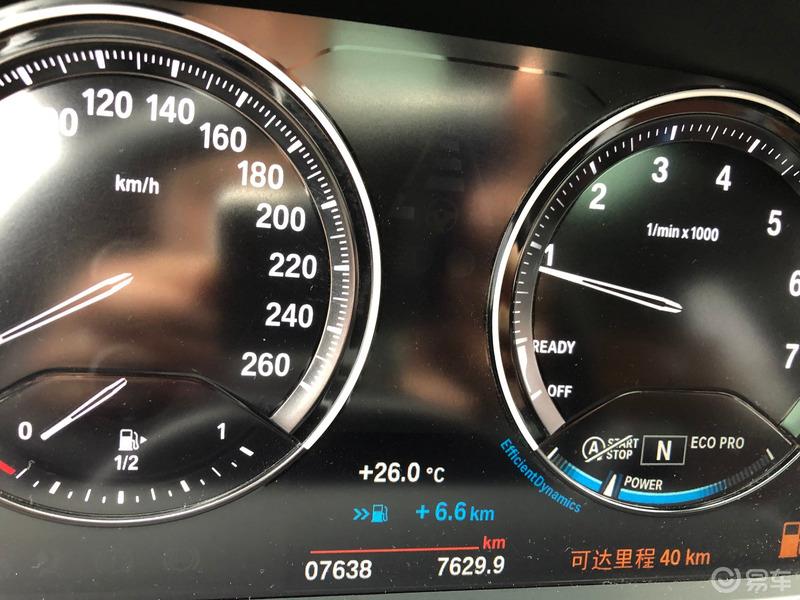 120
140
160
180
200
220
240
260
km/h
0
1/2
1
1
2
3
4
5
6
7
1/min x 1000
READY
OFF
A START STOP
N
ECO PRO
POWER
EfficientDynamics
+26.0 °C
>> + 6.6 km
km
07638 7629.9
可达里程 40 km
易车